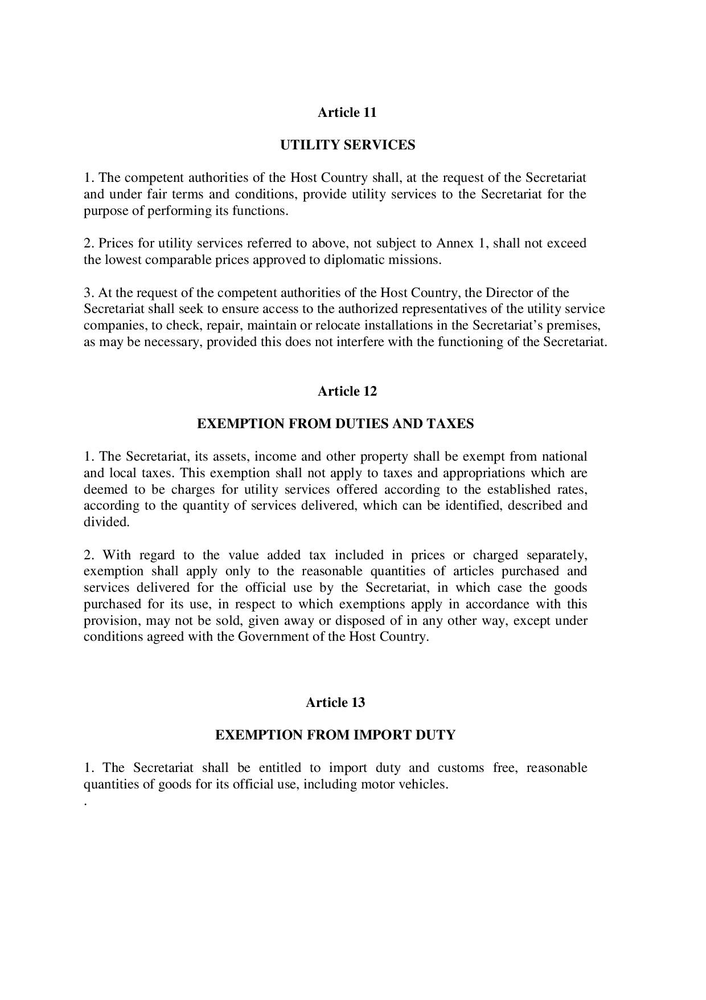 Article 11
UTILITY SERVICES
1. The competent authorities of the Host Country shall, at the request of the Secretariat
and under fair terms and conditions, provide utility services to the Secretariat for the
purpose of performing its functions.
2. Prices for utility services referred to above, not subject to Annex 1, shall not exceed
the lowest comparable prices approved to diplomatic missions.
3. At the request of the competent authorities of the Host Country, the Director of the
Secretariat shall seek to ensure access to the authorized representatives of the utility service
companies, to check, repair, maintain or relocate installations in the Secretariat’s premises,
as may be necessary, provided this does not interfere with the functioning of the Secretariat.
Article 12
EXEMPTION FROM DUTIES AND TAXES
1. The Secretariat, its assets, income and other property shall be exempt from national
and local taxes. This exemption shall not apply to taxes and appropriations which are
deemed to be charges for utility services offered according to the established rates,
according to the quantity of services delivered, which can be identified, described and
divided.
2. With regard to the value added tax included in prices or charged separately,
exemption shall apply only to the reasonable quantities of articles purchased and
services delivered for the official use by the Secretariat, in which case the goods
purchased for its use, in respect to which exemptions apply in accordance with this
provision, may not be sold, given away or disposed of in any other way, except under
conditions agreed with the Government of the Host Country.
Article 13
EXEMPTION FROM IMPORT DUTY
1. The Secretariat shall be entitled to import duty and customs free, reasonable
quantities of goods for its official use, including motor vehicles.
.